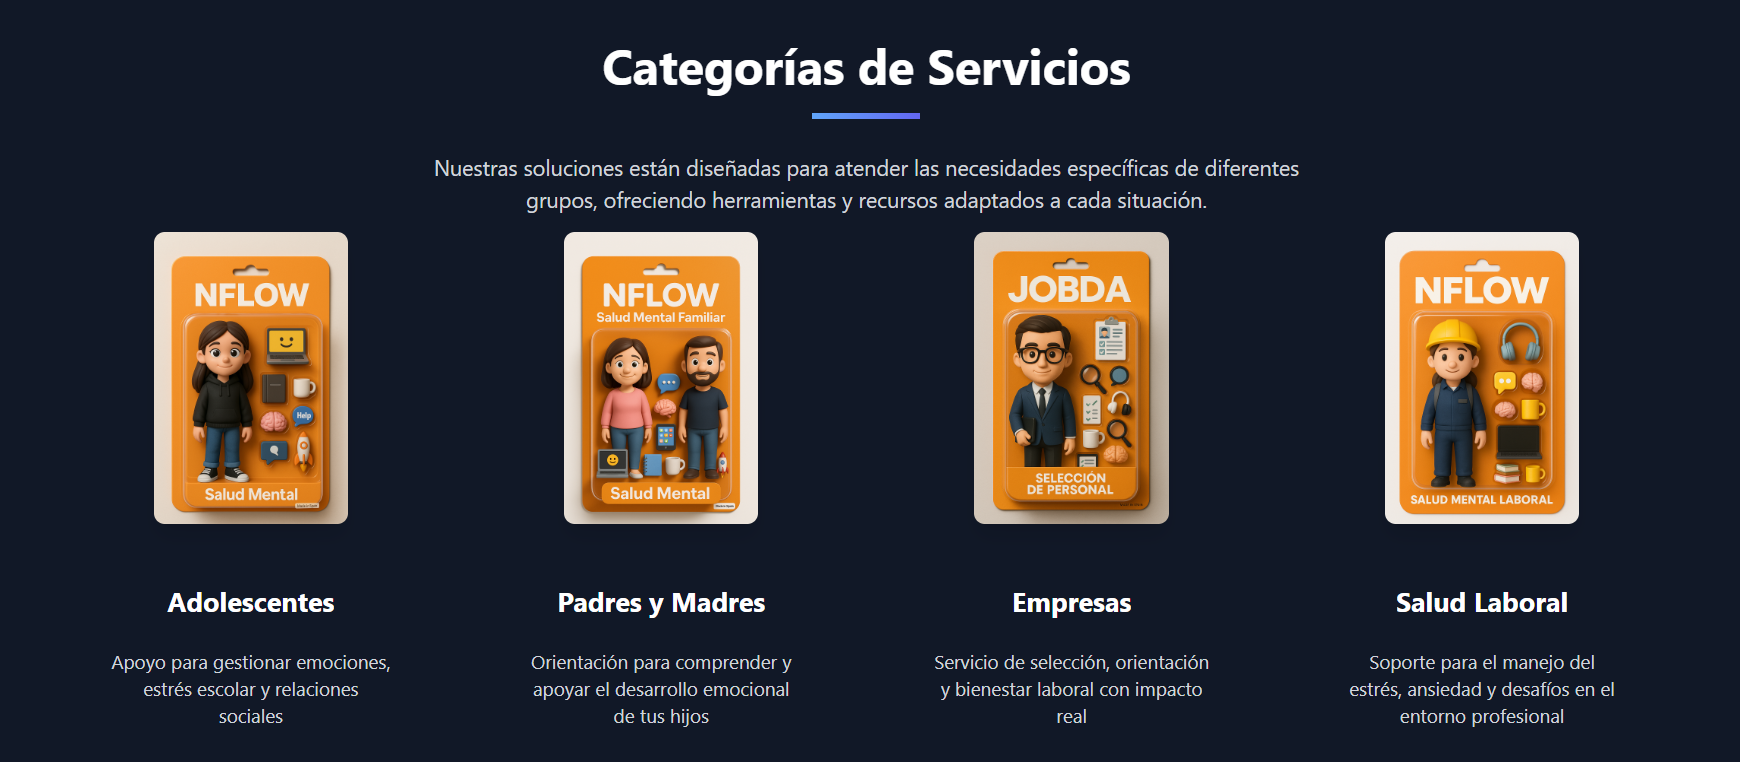 Categorías de Servicios
Nuestras soluciones están diseñadas para atender las necesidades específicas de diferentes
grupos, ofreciendo herramientas y recursos adaptados a cada situación.
NFLOW
Help
Salud Mental
NFLOW
Salud Mental Familiar
Salud Mental
JOBDA
SELECCIÓN
DE PERSONAL
NFLOW
SALUD MENTAL LABORAL
Adolescentes
Apoyo para gestionar emociones,
estrés escolar y relaciones
sociales
Padres y Madres
Orientación para comprender y
apoyar el desarrollo emocional
de tus hijos
Empresas
Servicio de selección, orientación
y bienestar laboral con impacto
real
Salud Laboral
Soporte para el manejo del
estrés, ansiedad y desafíos en el
entorno profesional